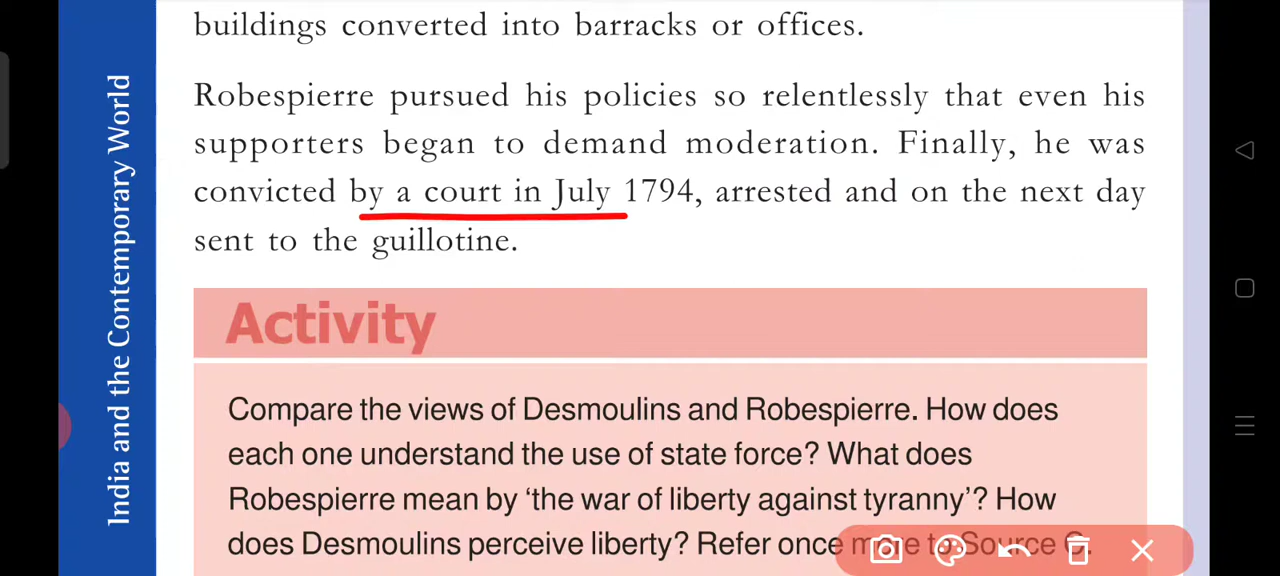 buildings converted into barracks or offices.
Robespierre pursued his policies so relentlessly that even his
supporters began to demand moderation. Finally, he was
convicted by a court in July 1794, arrested and on the next day
sent to the guillotine.
India and the Contemporary World
Activity
Compare the views of Desmoulins and Robespierre. How does
each one understand the use of state force? What does
Robespierre mean by ‘the war of liberty against tyranny’? How
does Desmoulins perceive liberty? Refer once more to Source